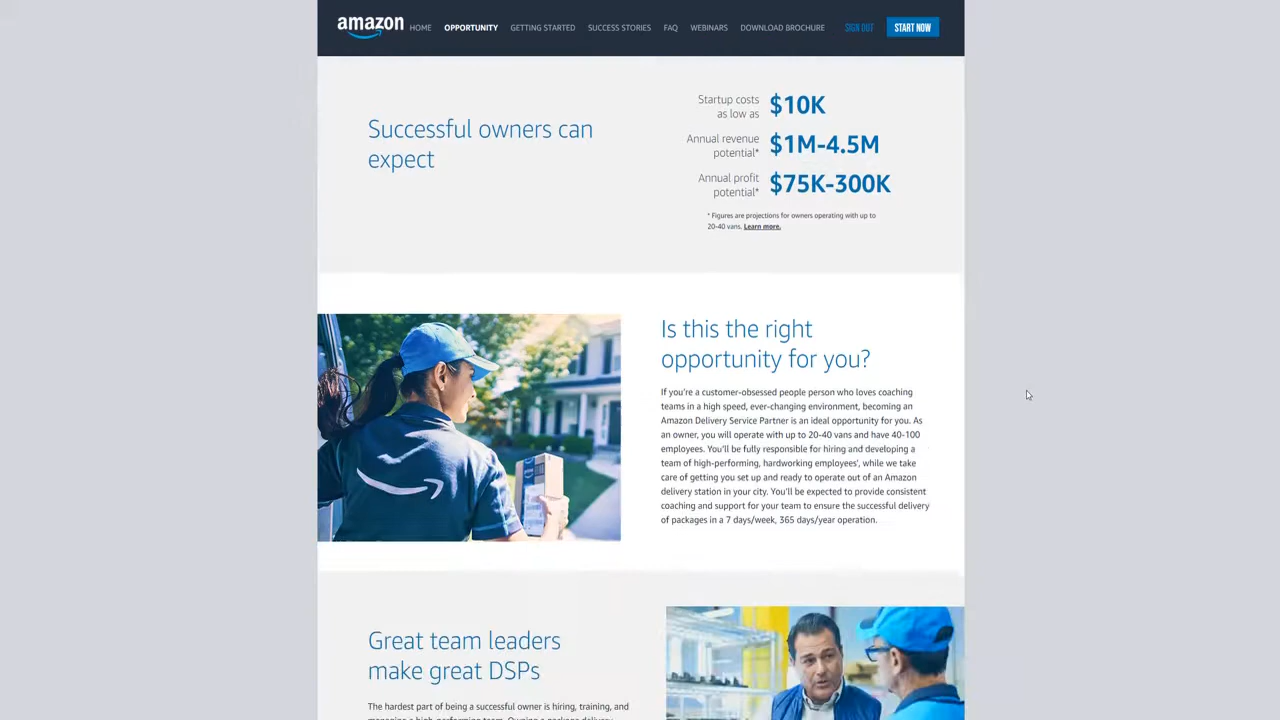 amazon
HOME
OPPORTUNITY
GETTING STARTED
SUCCESS STORIES
FAQ
WEBINARS
DOWNLOAD BROCHURE
SIGN OUT
START NOW
Successful owners can
expect
Startup costs
as low as
$10K
Annual revenue
potential*
$1M-4.5M
Annual profit
potential*
$75K-300K
* Figures are projections for owners operating with up to
20-40 vans. Learn more.
Is this the right
opportunity for you?
If you're a customer-obsessed people person who loves coaching
teams in a high speed, ever-changing environment, becoming an
Amazon Delivery Service Partner is an ideal opportunity for you. As
an owner, you will operate with up to 20-40 vans and have 40-100
employees. You'll be fully responsible for hiring and developing a
team of high-performing, hardworking employees', while we take
care of getting you set up and ready to operate out of an Amazon
delivery station in your city. You'll be expected to provide consistent
coaching and support for your team to ensure the successful delivery
of packages in a 7 days/week, 365 days/year operation.
Great team leaders
make great DSPs
The hardest part of being a successful owner is hiring, training, and
managing a high-performing team. Owning a package delivery